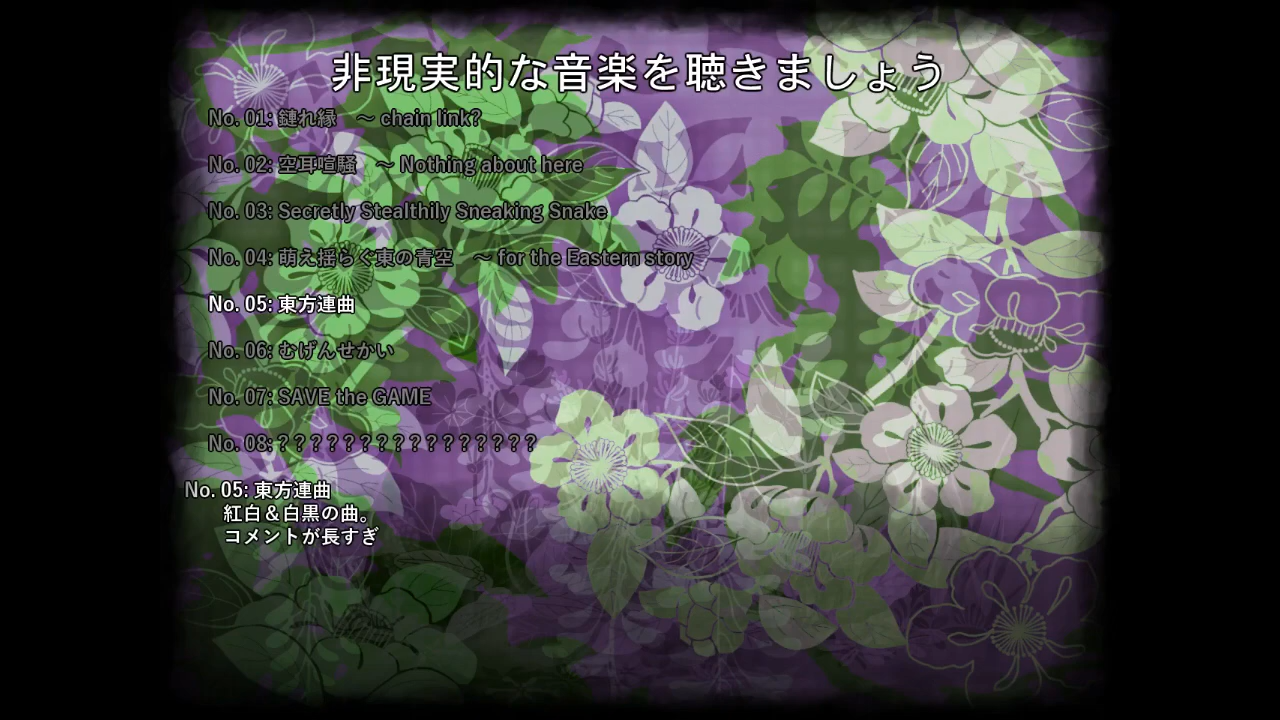 非現実的な音楽を聴きましょう
No. 01: 鏈れ縁　～ chain link?
No. 02: 空耳喧騒　～ Nothing about here
No. 03: Secretly Stealthily Sneaking Snake
No. 04: 萌え揺らぐ東の青空　～ for the Eastern story
No. 05: 東方連曲
No. 06: むげんせかい
No. 07: SAVE the GAME
No. 08: ？？？？？？？？？？？？？？？？
No. 05: 東方連曲
紅白＆白黒の曲。
コメントが長すぎ